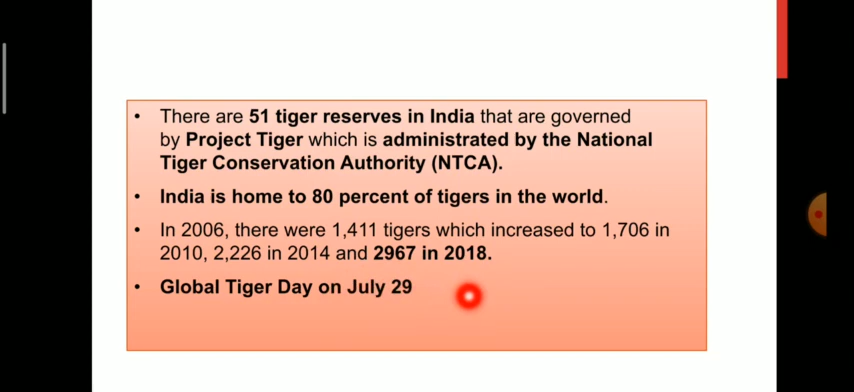 • There are 51 tiger reserves in India that are governed
by Project Tiger which is administrated by the National
Tiger Conservation Authority (NTCA).
• India is home to 80 percent of tigers in the world.
• In 2006, there were 1,411 tigers which increased to 1,706 in
2010, 2,226 in 2014 and 2967 in 2018.
• Global Tiger Day on July 29